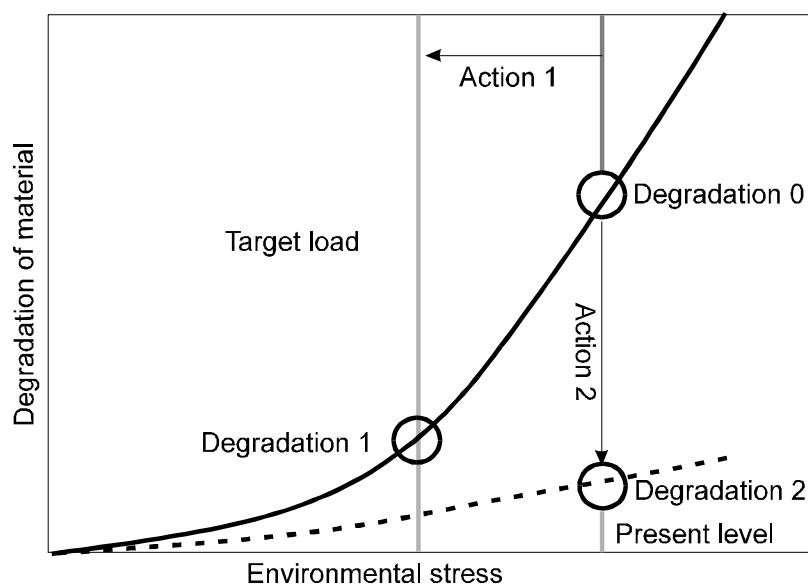 Action 1
Degradation 0
Target load
Degradation of material
Action 2
Degradation 1
Degradation 2
Present level
Environmental stress